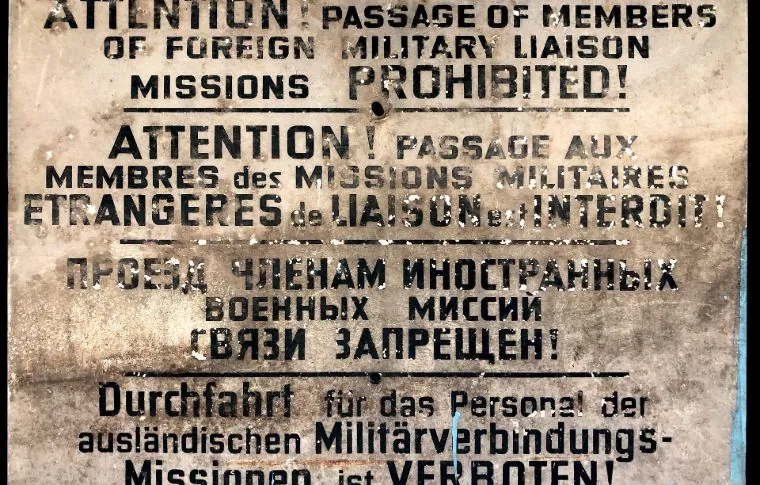 ATTENTION! PASSAGE OF MEMBERS
OF FOREIGN MILITARY LIAISON
MISSIONS PROHIBITED!
ATTENTION! PASSAGE AUX
MEMBRES des MISSIONS MILITAIRES
ETRANGERES de LIAISON est INTERDIT!
ПРОЕЗД ЧЛЕНАМ ИНОСТРАННЫХ
ВОЕННЫХ МИССИЙ
СВЯЗИ ЗАПРЕЩЕН!
Durchfahrt für das Personal der
ausländischen Militärverbindungs-
Missionen ist VERBOTEN!